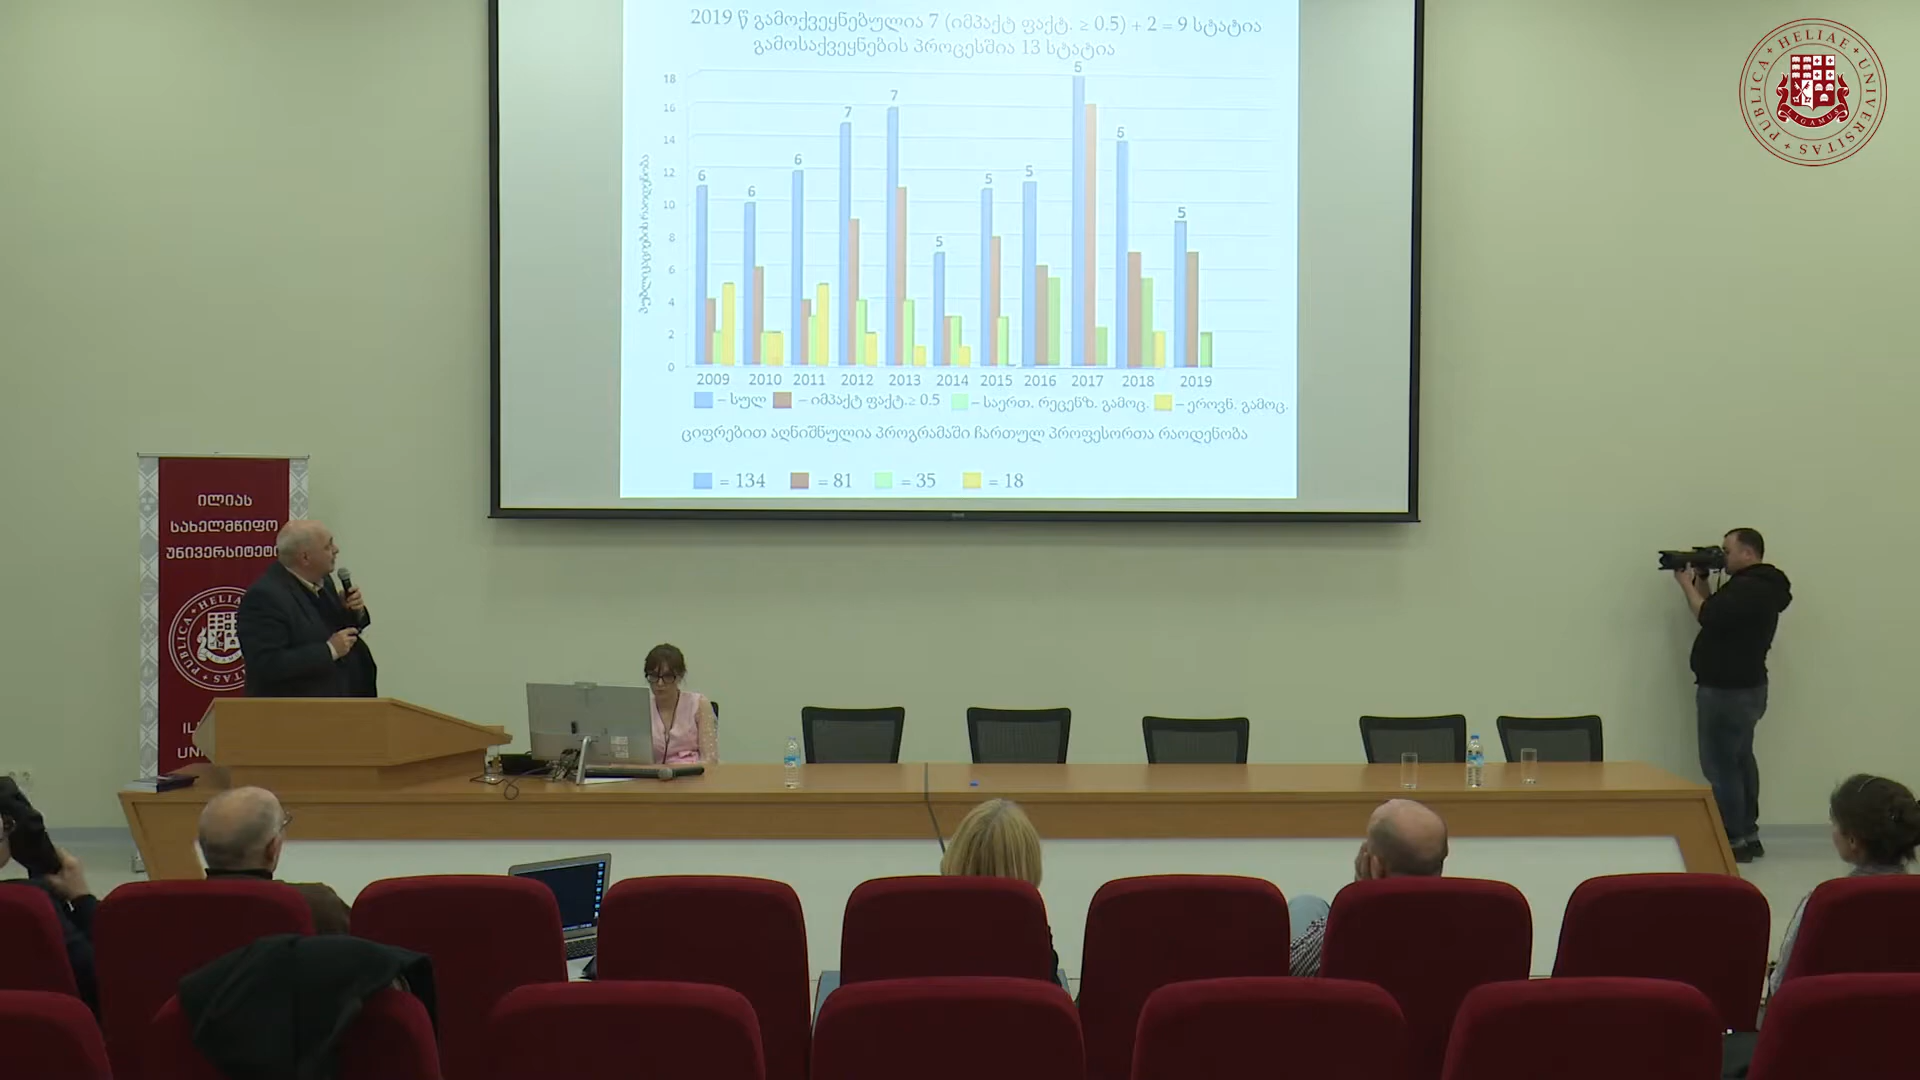 2019 წ გამოქვეყნებულია 7 (იმპაქტ ფაქტ. ≥ 0.5) + 2 = 9 სტატია
გამოსაქვეყნების პროცესშია 13 სტატია
პუბლიკაციების რაოდენობა
18
16
14
12
10
8
6
4
2
0
6 6 6 7 7 5 5 5 5 5 5
2009 2010 2011 2012 2013 2014 2015 2016 2017 2018 2019
– სულ – იმპაქტ ფაქტ.≥ 0.5 – საერთ. რეცენზ. გამოც. – ეროვნ. გამოც.
ციფრებით აღნიშნულია პროგრამაში ჩართულ პროფესორთა რაოდენობა
= 134 = 81 = 35 = 18
ილიას
სახელმწიფო
უნივერსიტეტი
PUBLICA HELIAE UNIVERSITAS
LIGAMUS